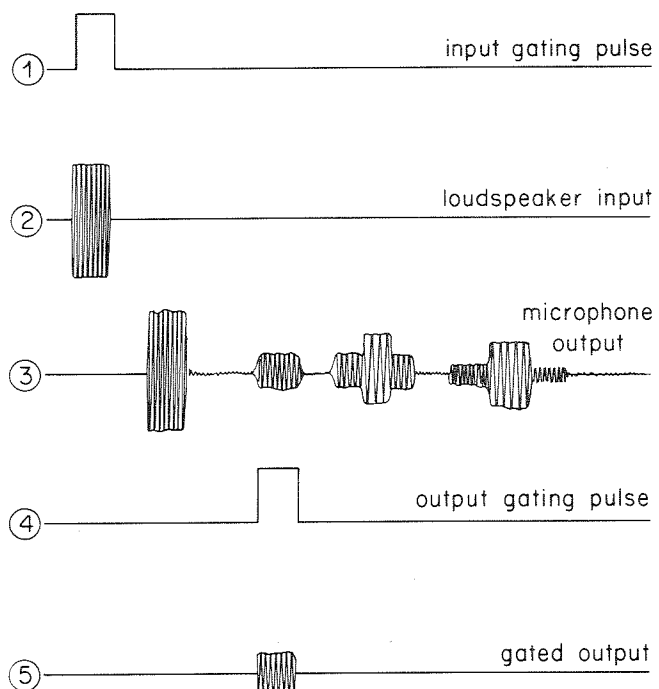 input gating pulse
①
loudspeaker input
②
microphone
output
③
output gating pulse
④
gated output
⑤